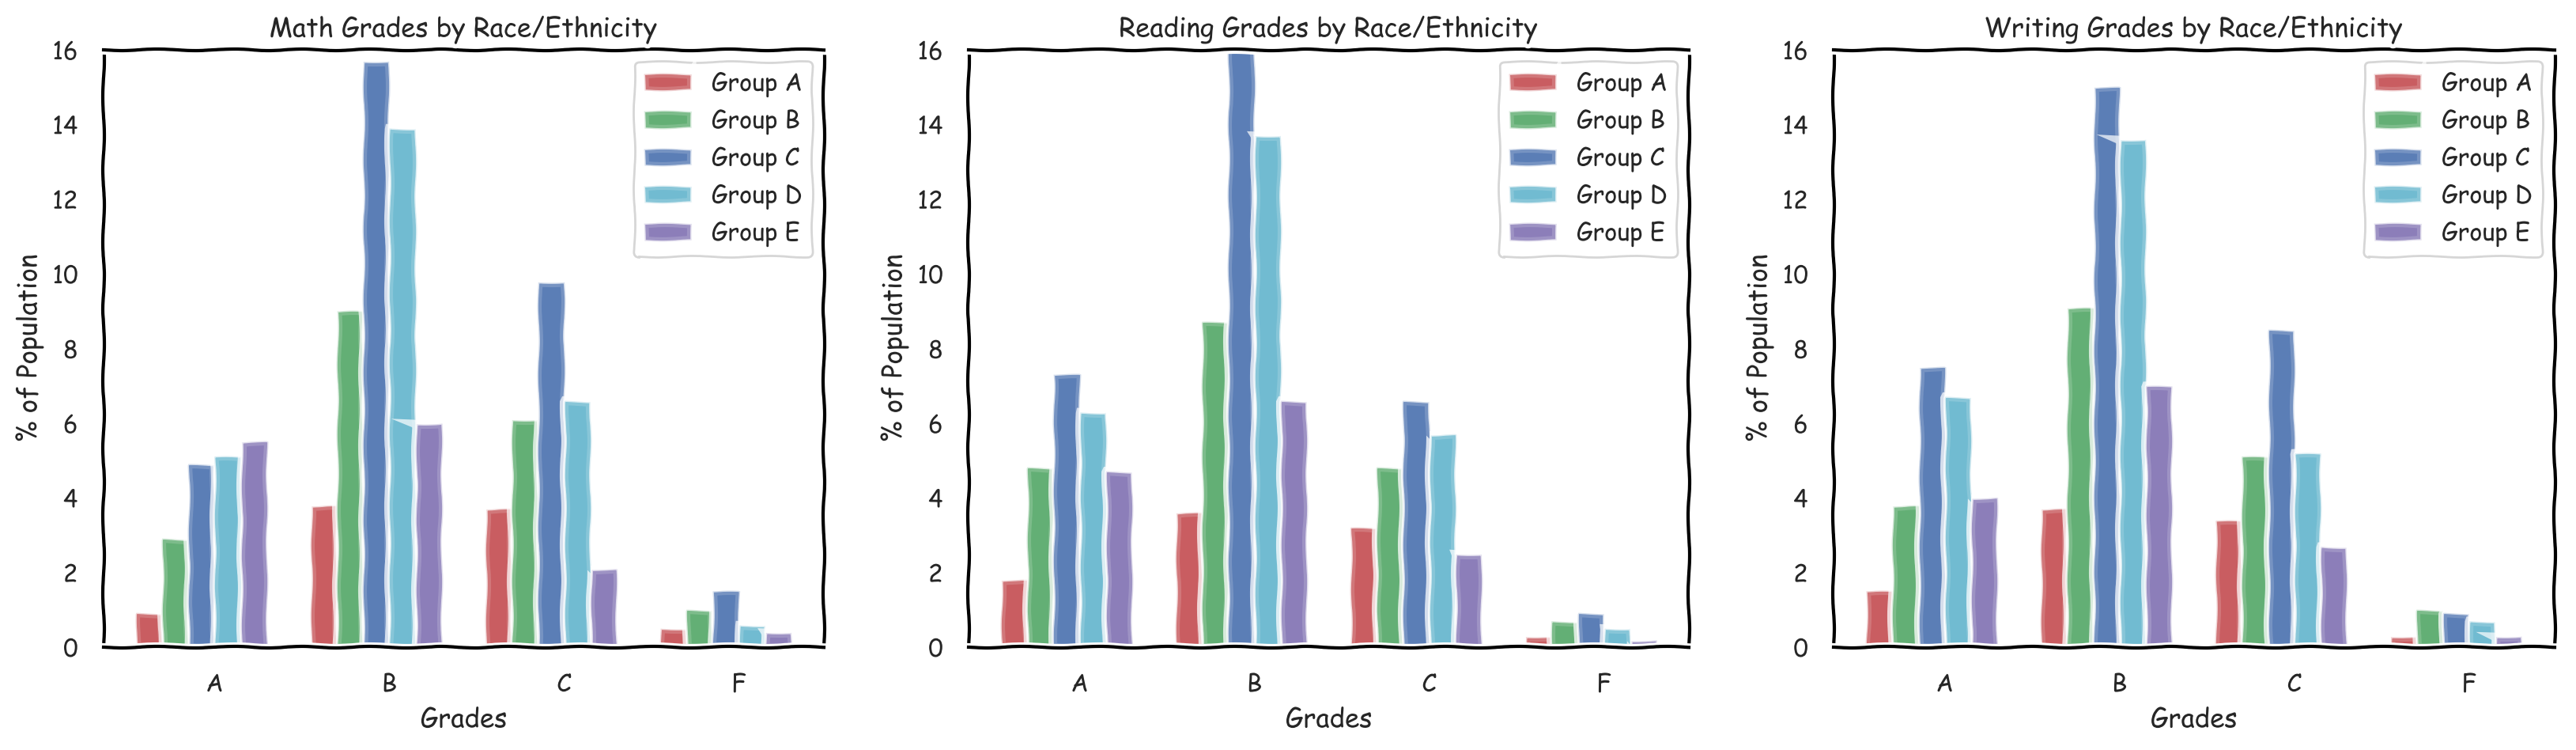 Math Grades by Race/Ethnicity
16
14
12
10
8
6
4
2
0
% of Population
A
B
C
F
Grades
Group A
Group B
Group C
Group D
Group E
Reading Grades by Race/Ethnicity
16
14
12
10
8
6
4
2
0
% of Population
A
B
C
F
Grades
Group A
Group B
Group C
Group D
Group E
Writing Grades by Race/Ethnicity
16
14
12
10
8
6
4
2
0
% of Population
A
B
C
F
Grades
Group A
Group B
Group C
Group D
Group E